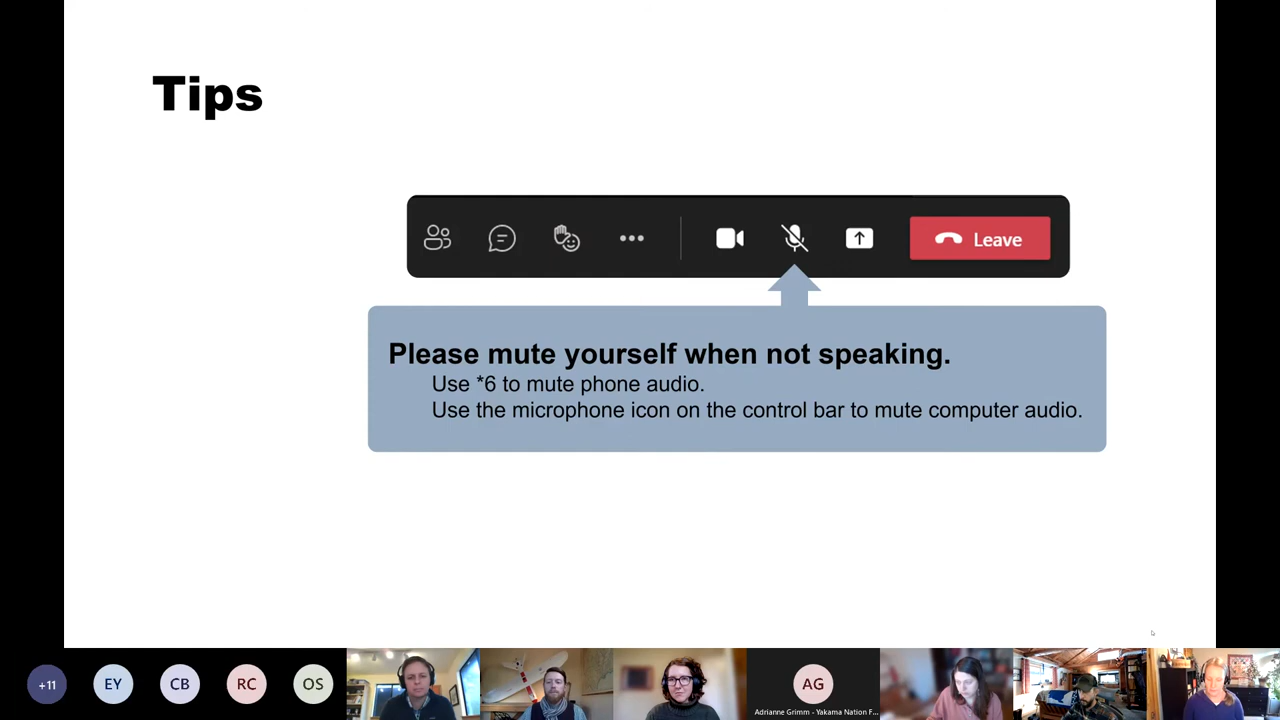 Tips
Leave
Please mute yourself when not speaking.
Use *6 to mute phone audio.
Use the microphone icon on the control bar to mute computer audio.
+11
EY
CB
RC
OS
AG
Adrianne Grimm - Yakama Nation F...